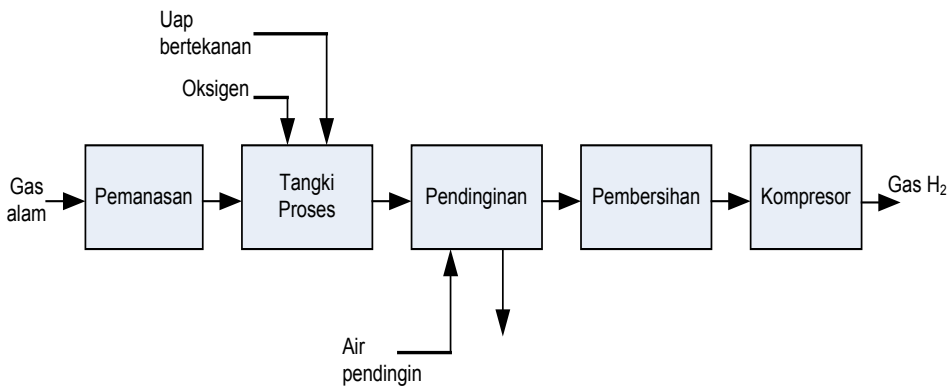 Uap
bertekanan
Oksigen
Gas
alam
Pemanasan
Tangki
Proses
Pendinginan
Pembersihan
Kompresor
Gas H₂
Air
pendingin